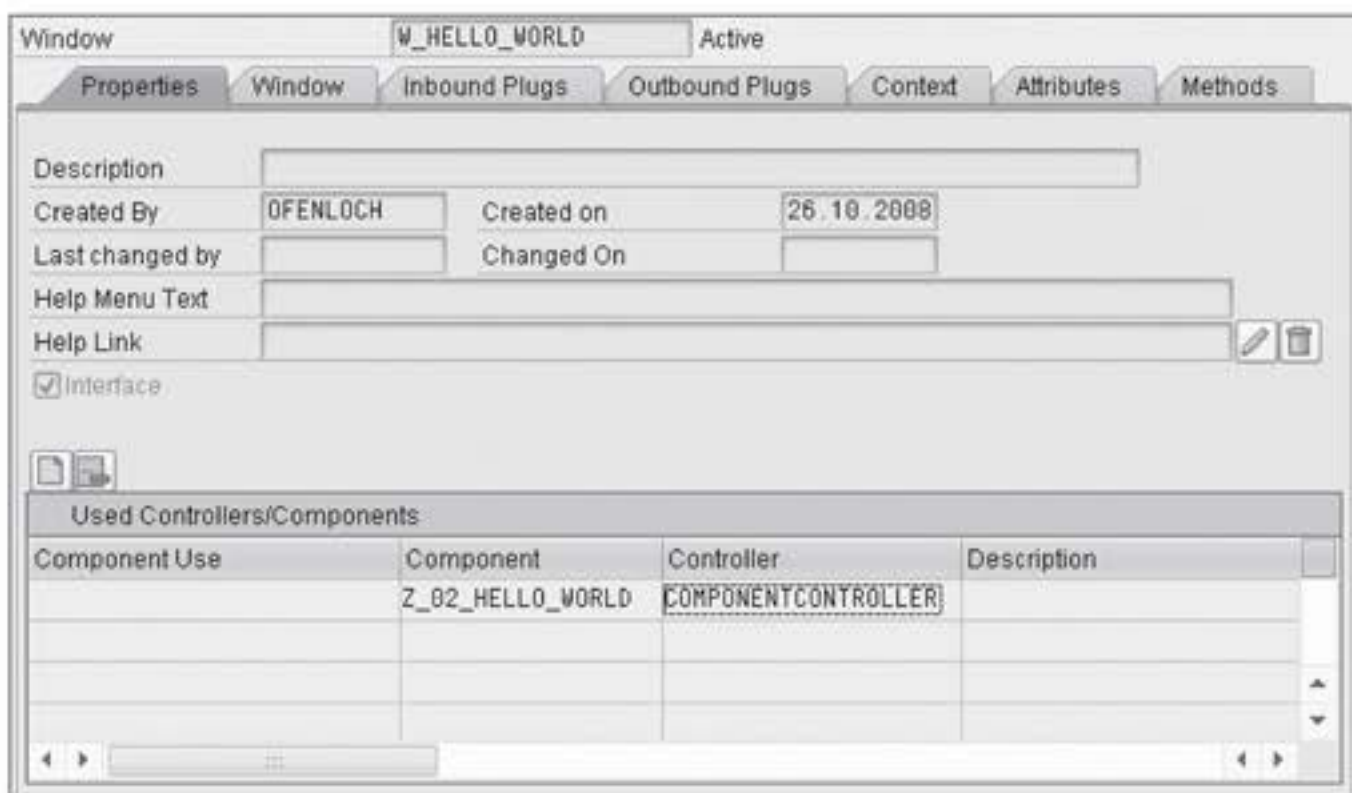 Window W_HELLO_WORLD Active
Properties Window Inbound Plugs Outbound Plugs Context Attributes Methods
Description
Created By OFENLOCH Created on 26.10.2008
Last changed by Changed On
Help Menu Text
Help Link
Interface
Used Controllers/Components
Component Use Component Controller Description
Z_02_HELLO_WORLD COMPONENTCONTROLLER